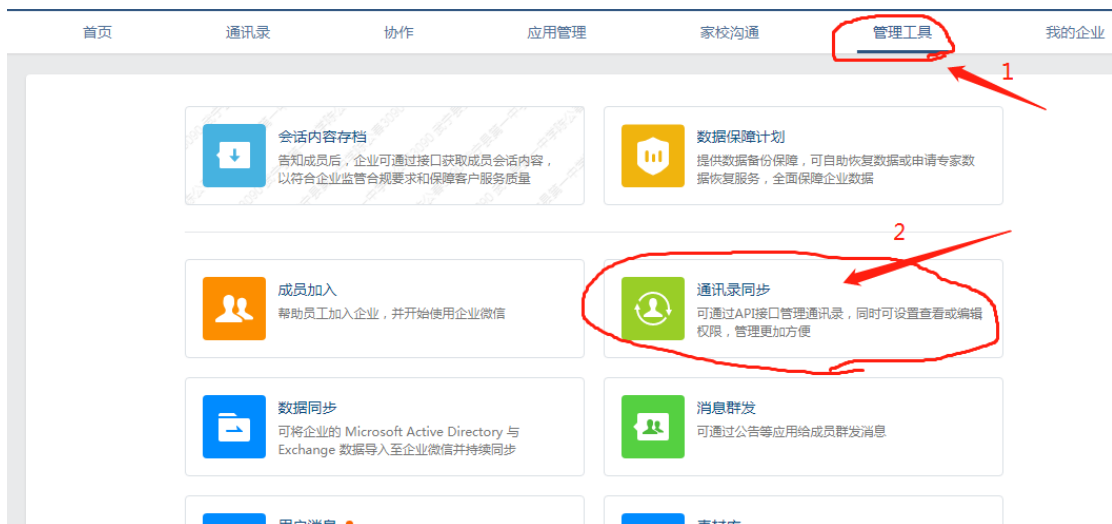 首页 通讯录 协作 应用管理 家校沟通 管理工具 我的企业
1
会话内容存档
告知成员后，企业可通过接口获取成员会话内容，
以符合企业监管合规要求和保障客户服务质量
数据保障计划
提供数据备份保障，可自助恢复数据或申请专家数
据恢复服务，全面保障企业数据
2
成员加入
帮助员工加入企业，并开始使用企业微信
通讯录同步
可通过API接口管理通讯录，同时可设置查看或编辑
权限，管理更加方便
数据同步
可将企业的 Microsoft Active Directory 与
Exchange 数据导入至企业微信并持续同步
消息群发
可通过公告等应用给成员群发消息